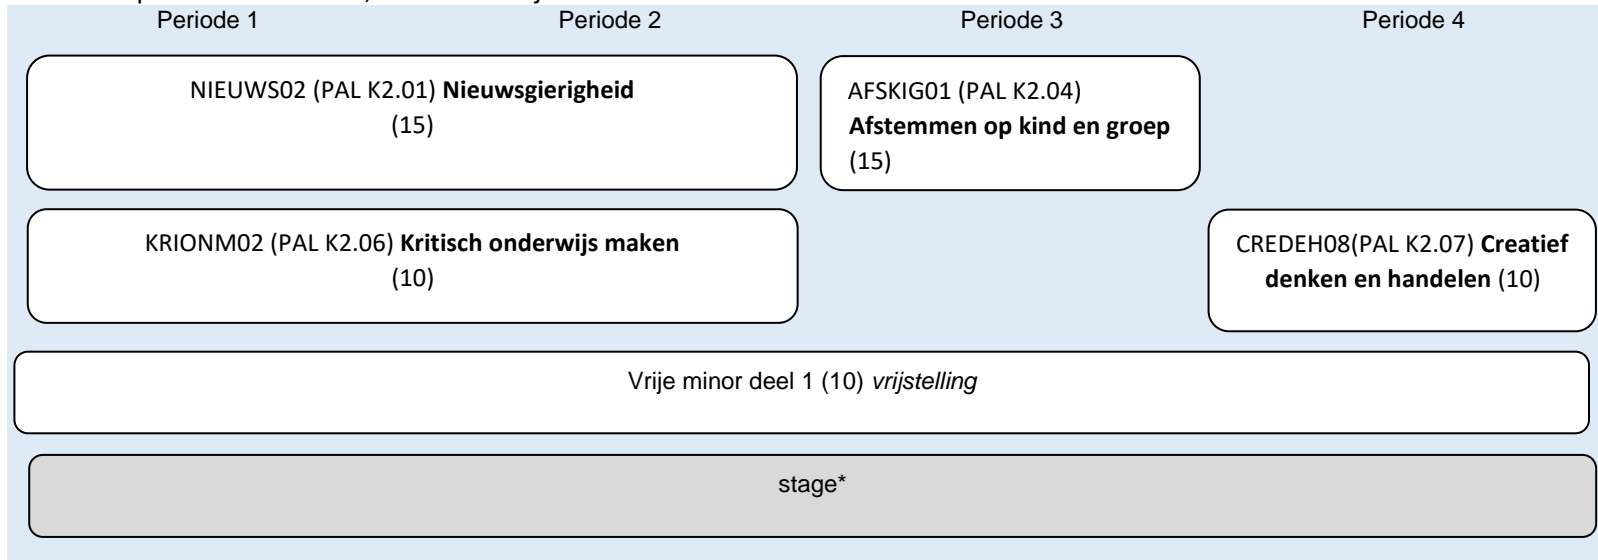 Periode 1 Periode 2 Periode 3 Periode 4
NIEUWS02 (PAL K2.01) Nieuwsgierigheid
(15)
AFSKIG01 (PAL K2.04)
Afstemmen op kind en groep
(15)
KRIONM02 (PAL K2.06) Kritisch onderwijs maken
(10)
CREDEH08(PAL K2.07) Creatief
denken en handelen (10)
Vrije minor deel 1 (10) vrijstelling
stage*